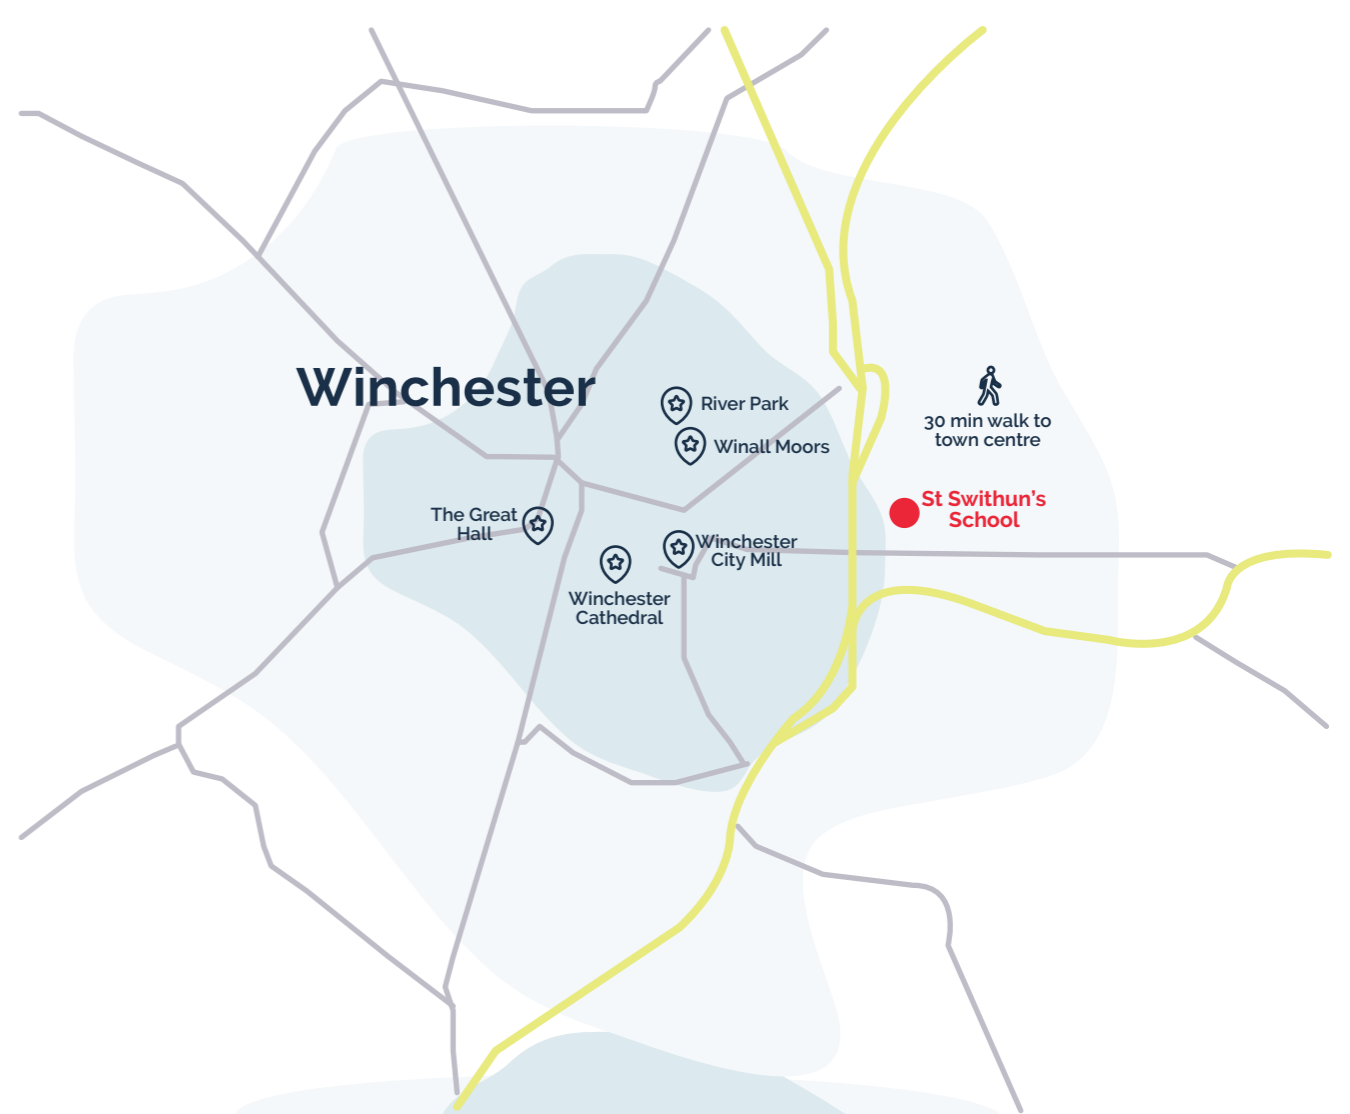 Winchester
River Park
Winall Moors
30 min walk to
town centre
St Swithun's
School
The Great
Hall
Winchester
City Mill
Winchester
Cathedral